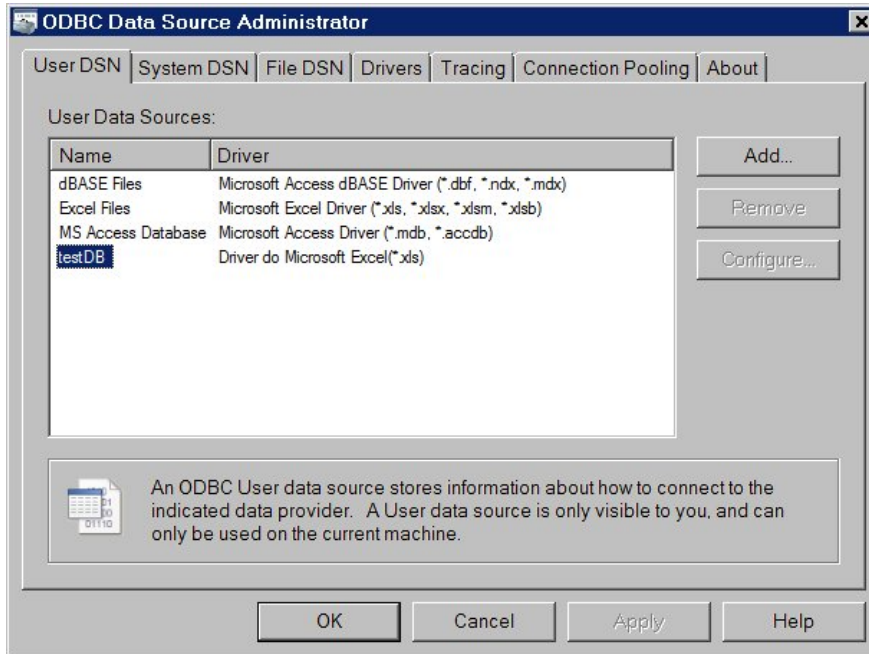 ODBC Data Source Administrator
User DSN System DSN File DSN Drivers Tracing Connection Pooling About
User Data Sources:
Name Driver
dBASE Files Microsoft Access dBASE Driver (*.dbf, *.ndx, *.mdx)
Excel Files Microsoft Excel Driver (*.xls, *.xlsx, *.xlsm, *.xlsb)
MS Access Database Microsoft Access Driver (*.mdb, *.accdb)
testDB Driver do Microsoft Excel(*.xls)
Add...
Remove
Configure...
An ODBC User data source stores information about how to connect to the
indicated data provider. A User data source is only visible to you, and can
only be used on the current machine.
OK Cancel Apply Help